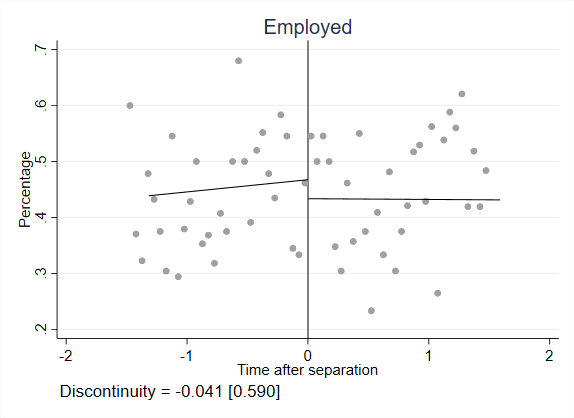 Employed
Percentage
.7
.6
.5
.4
.3
.2
-2 -1 0 1 2
Time after separation
Discontinuity = -0.041 [0.590]